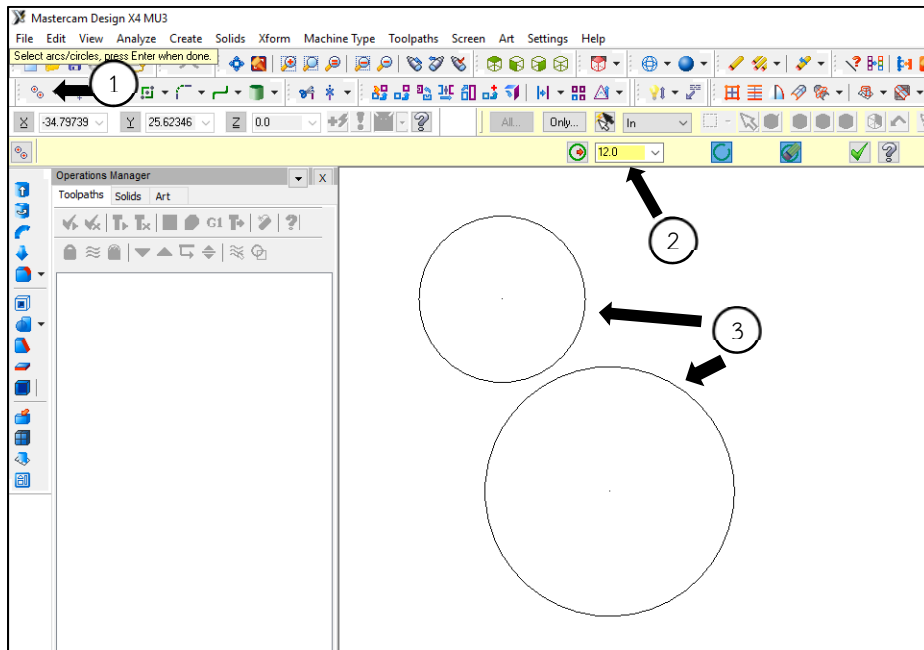 Mastercam Design X4 MU3
File Edit View Analyze Create Solids Xform Machine Type Toolpaths Screen Art Settings Help
Select arcs/circles, press Enter when done.
1
X -34.79739 Y 25.62346 Z 0.0 All... Only... In
12.0
Operations Manager X
Toolpaths Solids Art
G1
2
3